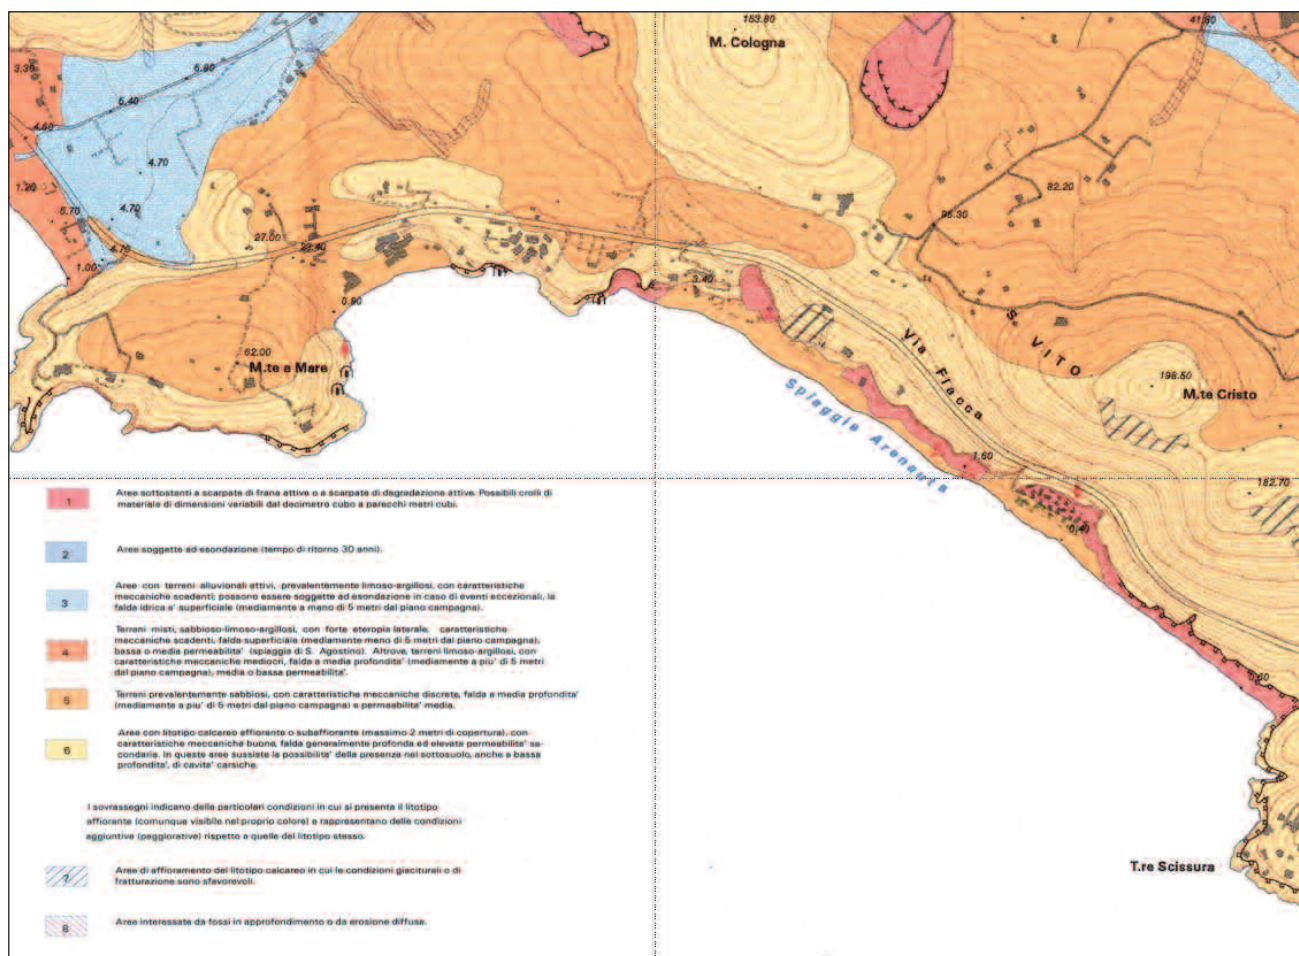 153.80
41.80
M. Cologna
3.30
6.80
6.40
4.60
4.70
1.20
82.20
4.70
6.70
95.30
27.00
22.40
4.70
1.00
3.40
0.90
S. VITO
Via Flacca
62.00
M.te a Mare
198.50
M.te Cristo
Spiaggia Arenauta
1.60
182.70
0.40
0.60
T.re Scissura
1 Aree sottostanti a scarpate di frana attive o a scarpate di degradazione attive. Possibili crolli di
materiale di dimensioni variabili dal decimetro cubo a parecchi metri cubi.
2 Aree soggette ad esondazione (tempo di ritorno 30 anni).
Aree con terreni alluvionali attivi, prevalentemente limoso-argillosi, con caratteristiche
3 meccaniche scadenti; possono essere soggette ad esondazione in caso di eventi eccezionali, la
falda idrica e' superficiale (mediamente a meno di 5 metri dal piano campagna).
Terreni misti, sabbioso-limoso-argillosi, con forte eteropia laterale, caratteristiche
meccaniche scadenti, falda superficiale (mediamente meno di 5 metri dal piano campagna),
4 bassa o media permeabilita' (spiaggia di S. Agostino). Altrove, terreni limoso-argillosi, con
caratteristiche meccaniche mediocri, falda a media profondita' (mediamente a piu' di 5 metri
dal piano campagna), media o bassa permeabilita'.
5 Terreni prevalentemente sabbiosi, con caratteristiche meccaniche discrete, falda a media profondita'
(mediamente a piu' di 5 metri dal piano campagna) e permeabilita' media.
Aree con litotipo calcareo affiorante o subaffiorante (massimo 2 metri di copertura), con
6 caratteristiche meccaniche buone, falda generalmente profonda ed elevata permeabilita' se-
condaria. In queste aree sussiste la possibilita' della presenza nel sottosuolo, anche a bassa
profondita', di cavita' carsiche.
I sovrassegni indicano delle particolari condizioni in cui si presenta il litotipo
affiorante (comunque visibile nel proprio colore) e rappresentano delle condizioni
aggiuntive (peggiorative) rispetto a quelle del litotipo stesso.
7 Aree di affioramento del litotipo calcareo in cui le condizioni giaciturali o di
fratturazione sono sfavorevoli.
8 Aree interessate da fossi in approfondimento o da erosione diffusa.